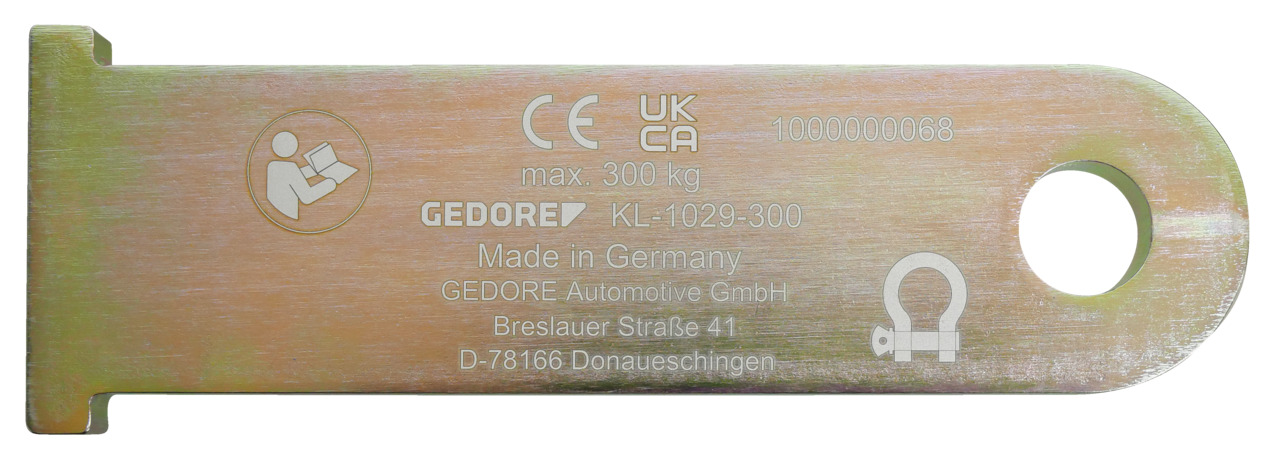 CE UK CA 1000000068
max. 300 kg
GEDORE KL-1029-300
Made in Germany
GEDORE Automotive GmbH
Breslauer Straße 41
D-78166 Donaueschingen